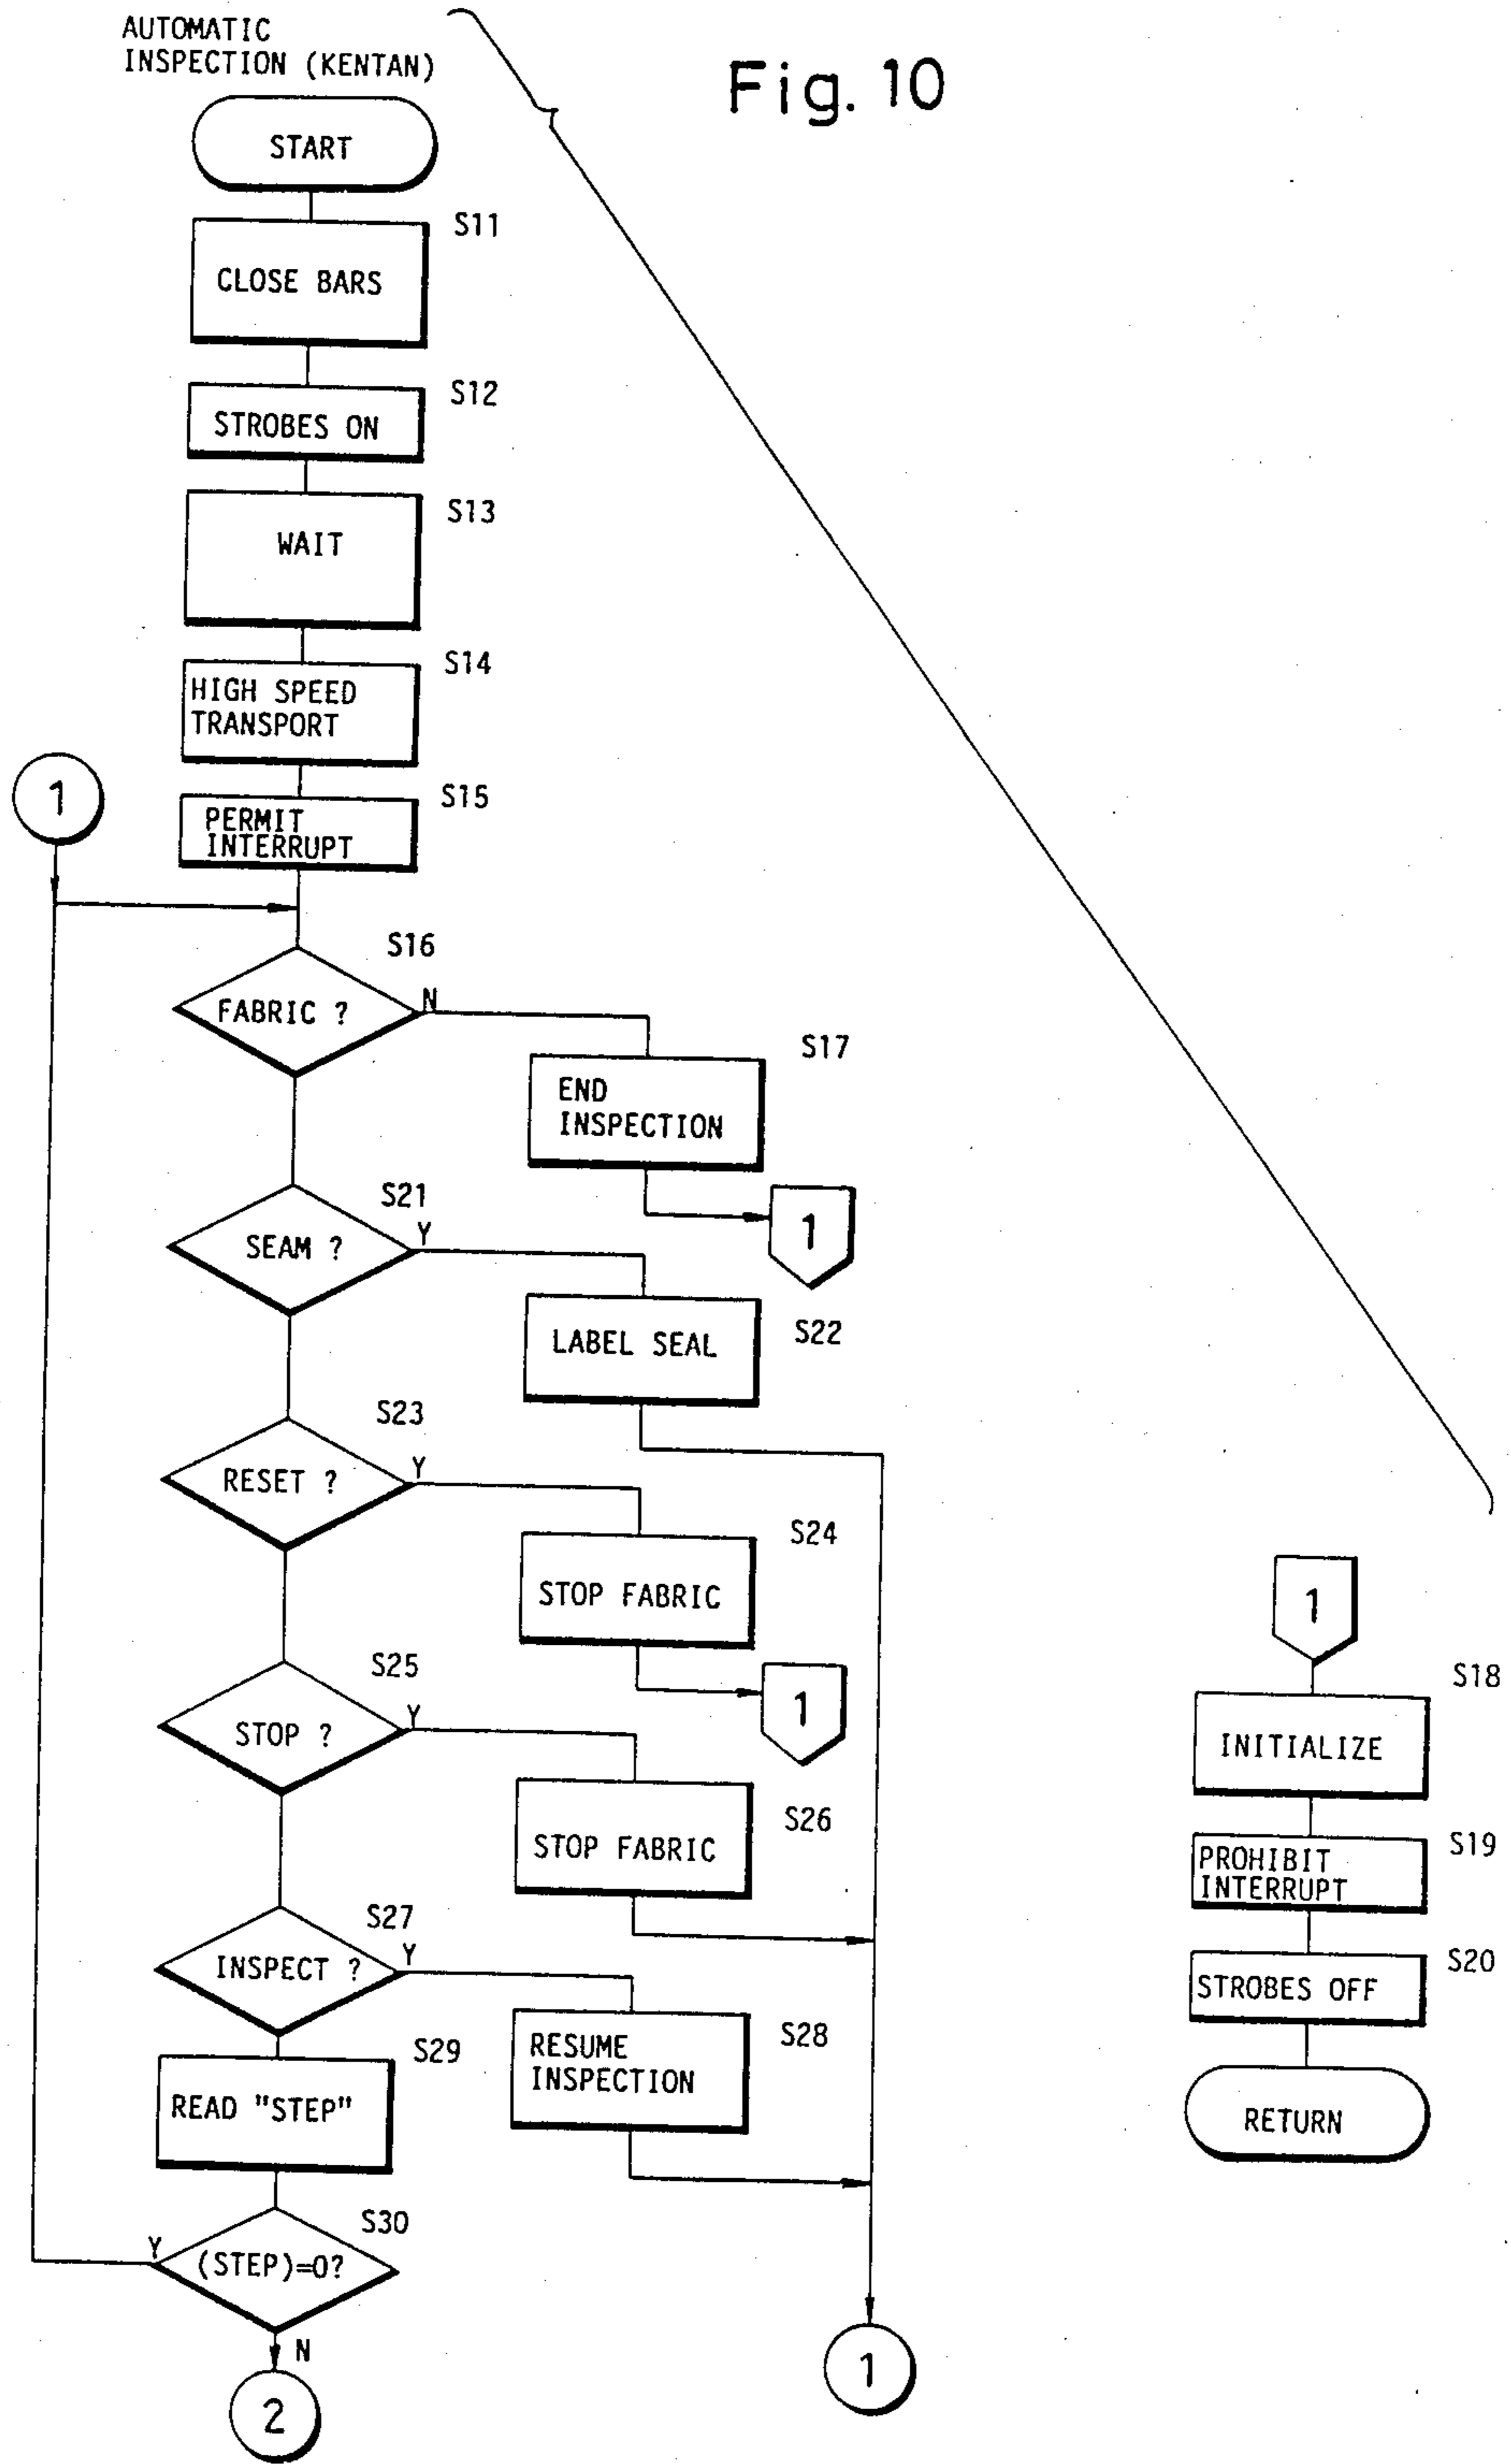 AUTOMATIC
INSPECTION (KENTAN)
Fig. 10
START
S11
CLOSE BARS
S12
STROBES ON
S13
WAIT
S14
HIGH SPEED
TRANSPORT
1
S15
PERMIT
INTERRUPT
S16
FABRIC ?
N
S17
END
INSPECTION
1
S21
SEAM ?
Y
S22
LABEL SEAL
S23
RESET ?
Y
S24
STOP FABRIC
1
S25
STOP ?
Y
S26
STOP FABRIC
S27
INSPECT ?
Y
S28
RESUME
INSPECTION
S29
READ "STEP"
S30
Y
(STEP)=0?
N
2
1
1
S18
INITIALIZE
S19
PROHIBIT
INTERRUPT
S20
STROBES OFF
RETURN